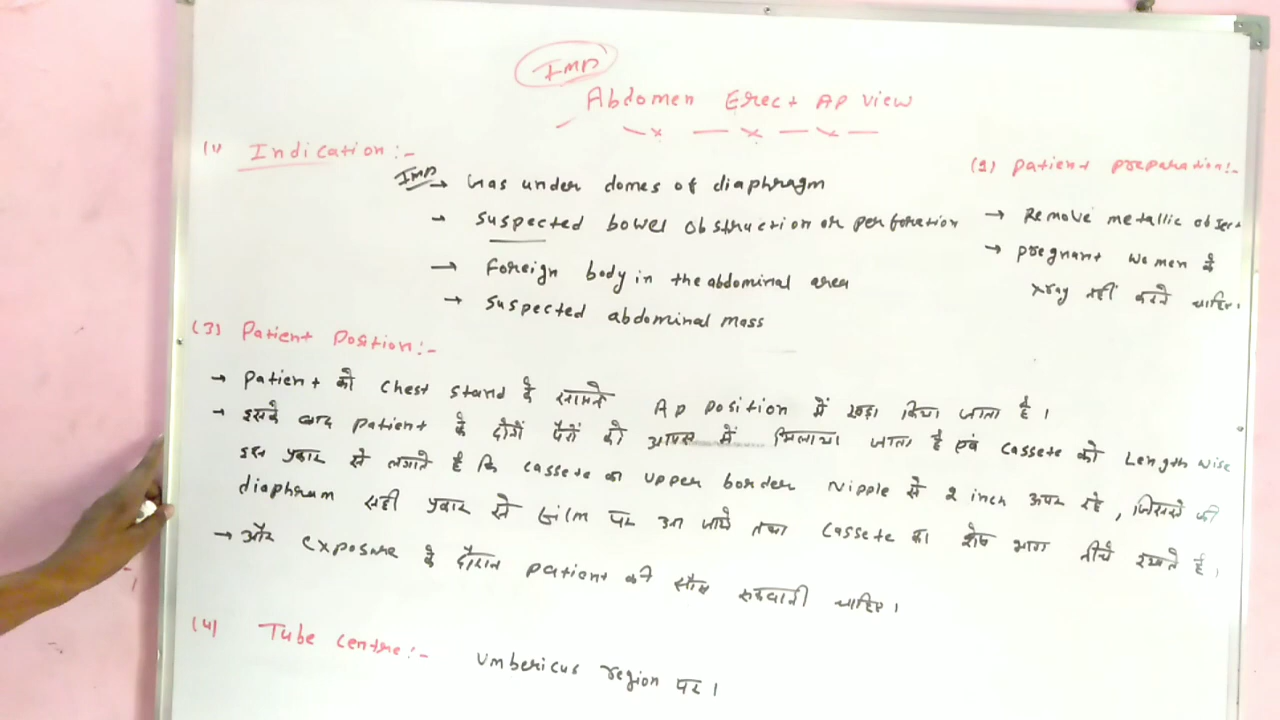 IMP
Abdomen Erect AP view
(1) Indication :-
IMP → Gas under domes of diaphragm
→ suspected bowel obstruction or perforation
→ Foreign body in the abdominal area
→ suspected abdominal mass
(2) patient preparation:-
→ Remove metallic object
→ pregnant women के
xray नहीं करने चाहिए।
(3) Patient Position:-
→ patient को chest stand के सामने AP position में खड़ा किया जाता है।
→ इसके बाद patient के दोनों पैरों को आपस में मिलाया जाता है एवं cassete को Length wise
इस प्रकार से लगाते है कि cassete का upper border Nipple से 2 inch ऊपर रहे, जिससे की
diaphram सही प्रकार से film पर आ जाये तथा cassete का शेष भाग नीचे रखते है।
→ और exposure के दौरान patient की साँस रुकवानी चाहिए।
(4) Tube centre:- Umbericus region पर।